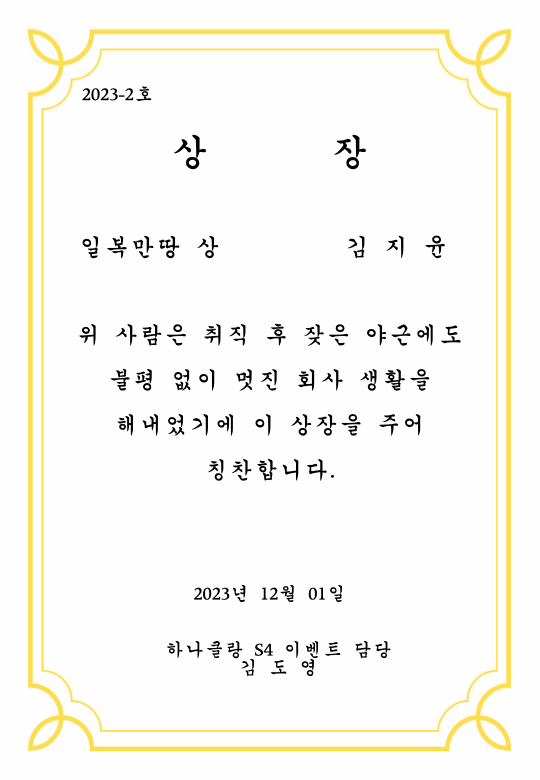 2023-2호
상 장
일복만땅 상 김 지 윤
위 사람은 취직 후 잦은 야근에도
불평 없이 멋진 회사 생활을
해내었기에 이 상장을 주어
칭찬합니다.
2023년 12월 01일
하나클랑 S4 이벤트 담당
김 도 영